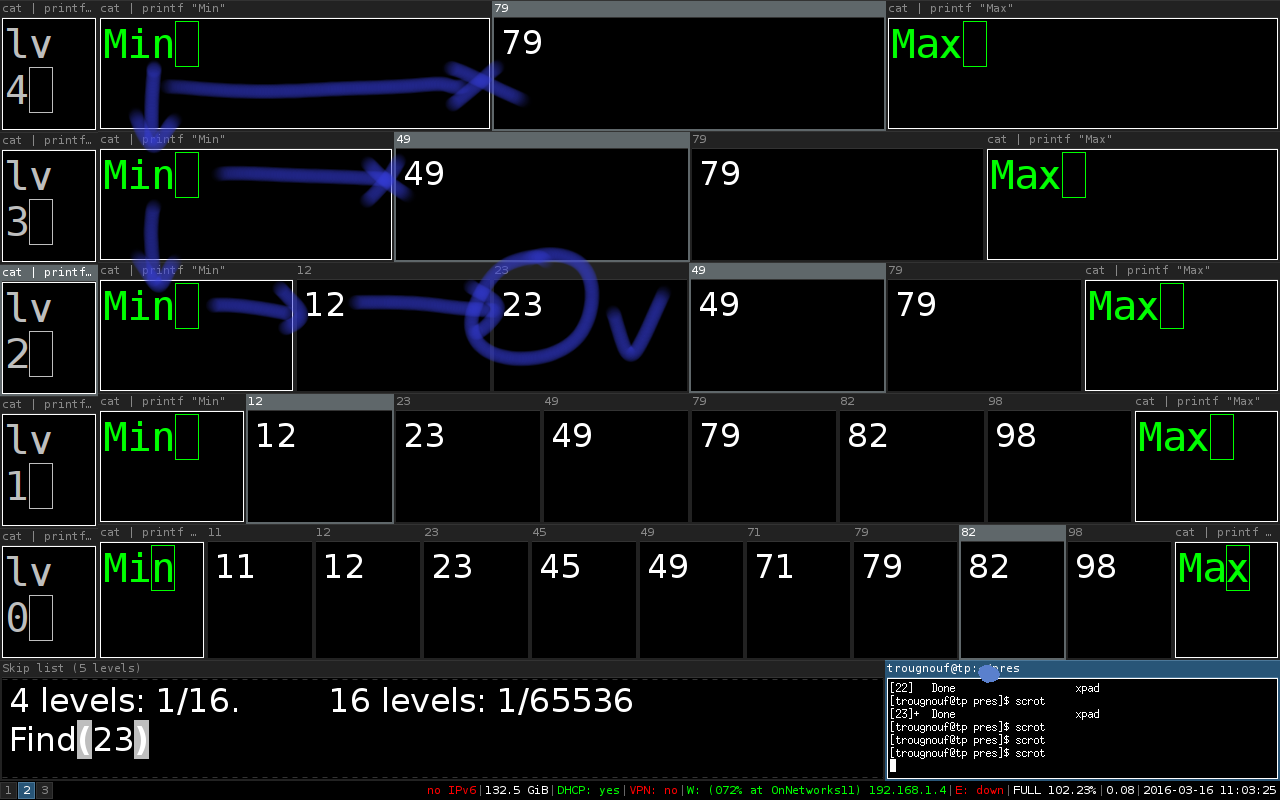 cat | printf… cat | printf "Min" 79 cat | printf "Max"
lv Min 79 Max
4
cat | printf… cat | printf "Min" 49 79 cat | printf "Max"
lv Min 49 79 Max
3
cat | printf… cat | printf "Min" 12 23 49 79 cat | printf "Max"
lv Min 12 23 49 79 Max
2
cat | printf… cat | printf "Min" 12 23 49 79 82 98 cat | printf "Max"
lv Min 12 23 49 79 82 98 Max
1
cat | printf… cat | printf … 11 12 23 45 49 71 79 82 98 cat | printf …
lv Min 11 12 23 45 49 71 79 82 98 Max
0
Skip list (5 levels)
4 levels: 1/16. 16 levels: 1/65536
Find(23)
trougnouf@tp: pres
[22] Done xpad
[trougnouf@tp pres]$ scrot
[23]+ Done xpad
[trougnouf@tp pres]$ scrot
[trougnouf@tp pres]$ scrot
[trougnouf@tp pres]$ scrot
1 2 3 no IPv6|132.5 GiB|DHCP: yes|VPN: no|W: (072% at OnNetworks11) 192.168.1.4|E: down|FULL 102.23%|0.08|2016-03-16 11:03:25